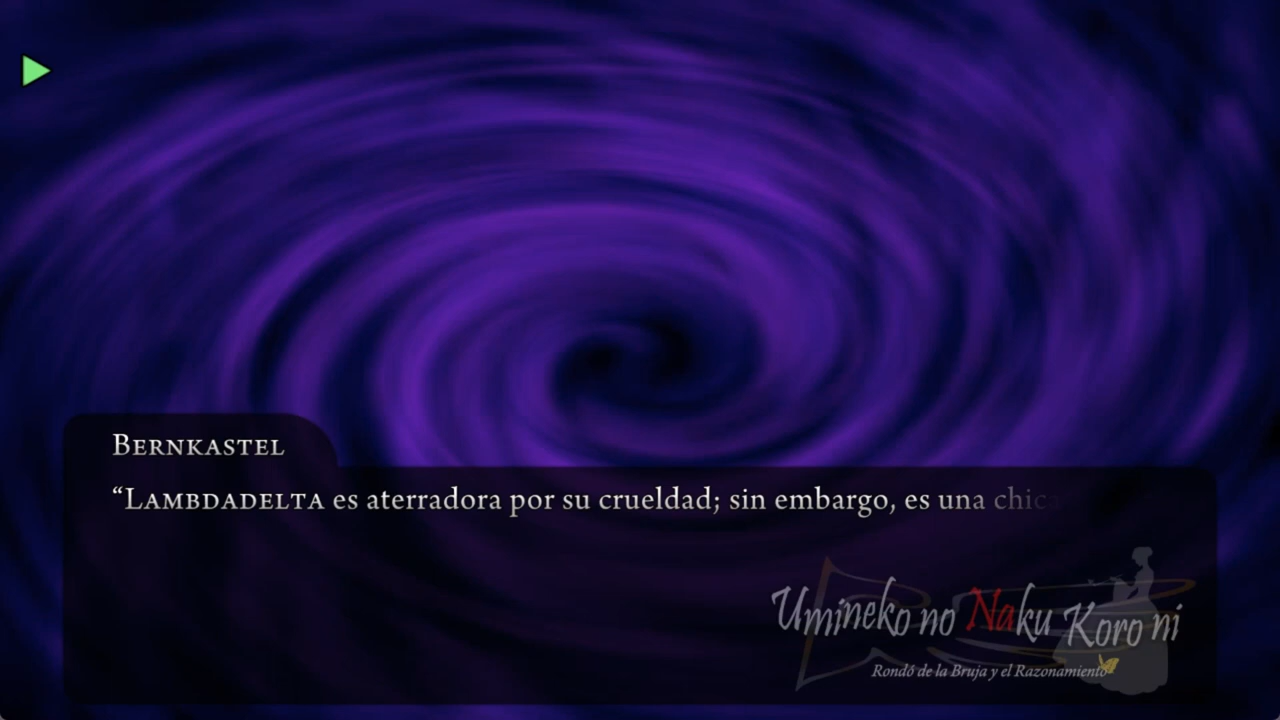 BERNKASTEL
“LAMBDADELTA es aterradora por su crueldad; sin embargo, es una chica
Umineko no Naku Koro ni
Rondó de la Bruja y el Razonamiento